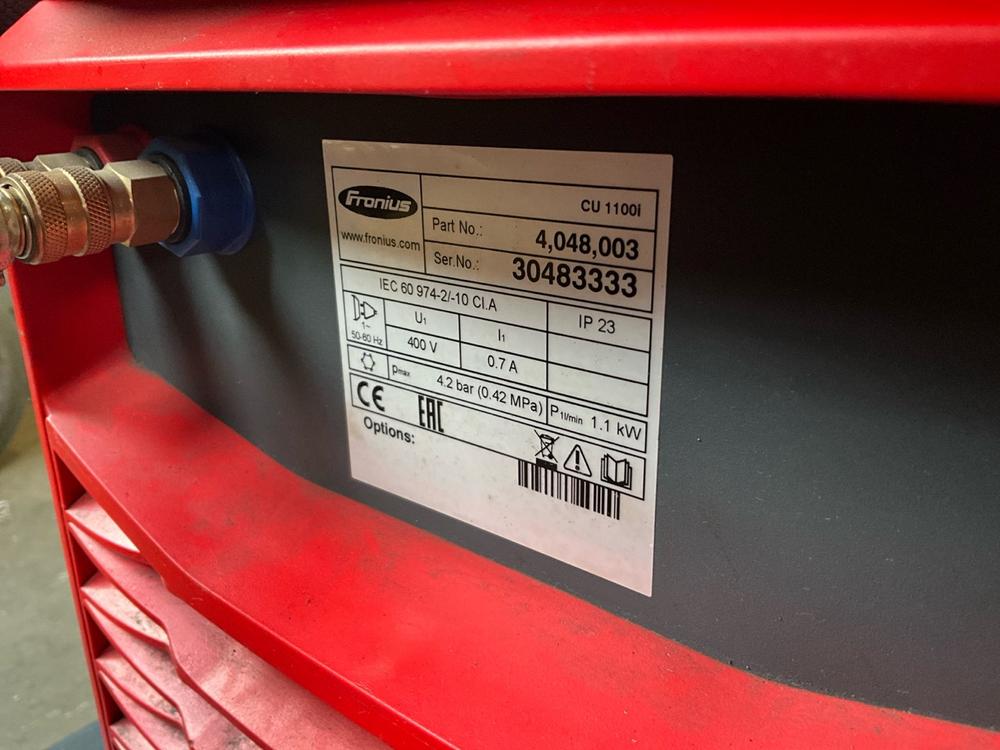 Fronius
www.fronius.com
CU 1100i
Part No.: 4,048,003
Ser.No.: 30483333
IEC 60 974-2/-10 Cl.A
IP 23
1~
50-60 Hz
U1
I1
400 V
0.7 A
pmax 4.2 bar (0.42 MPa)
P1l/min 1.1 kW
CE EAC
Options: